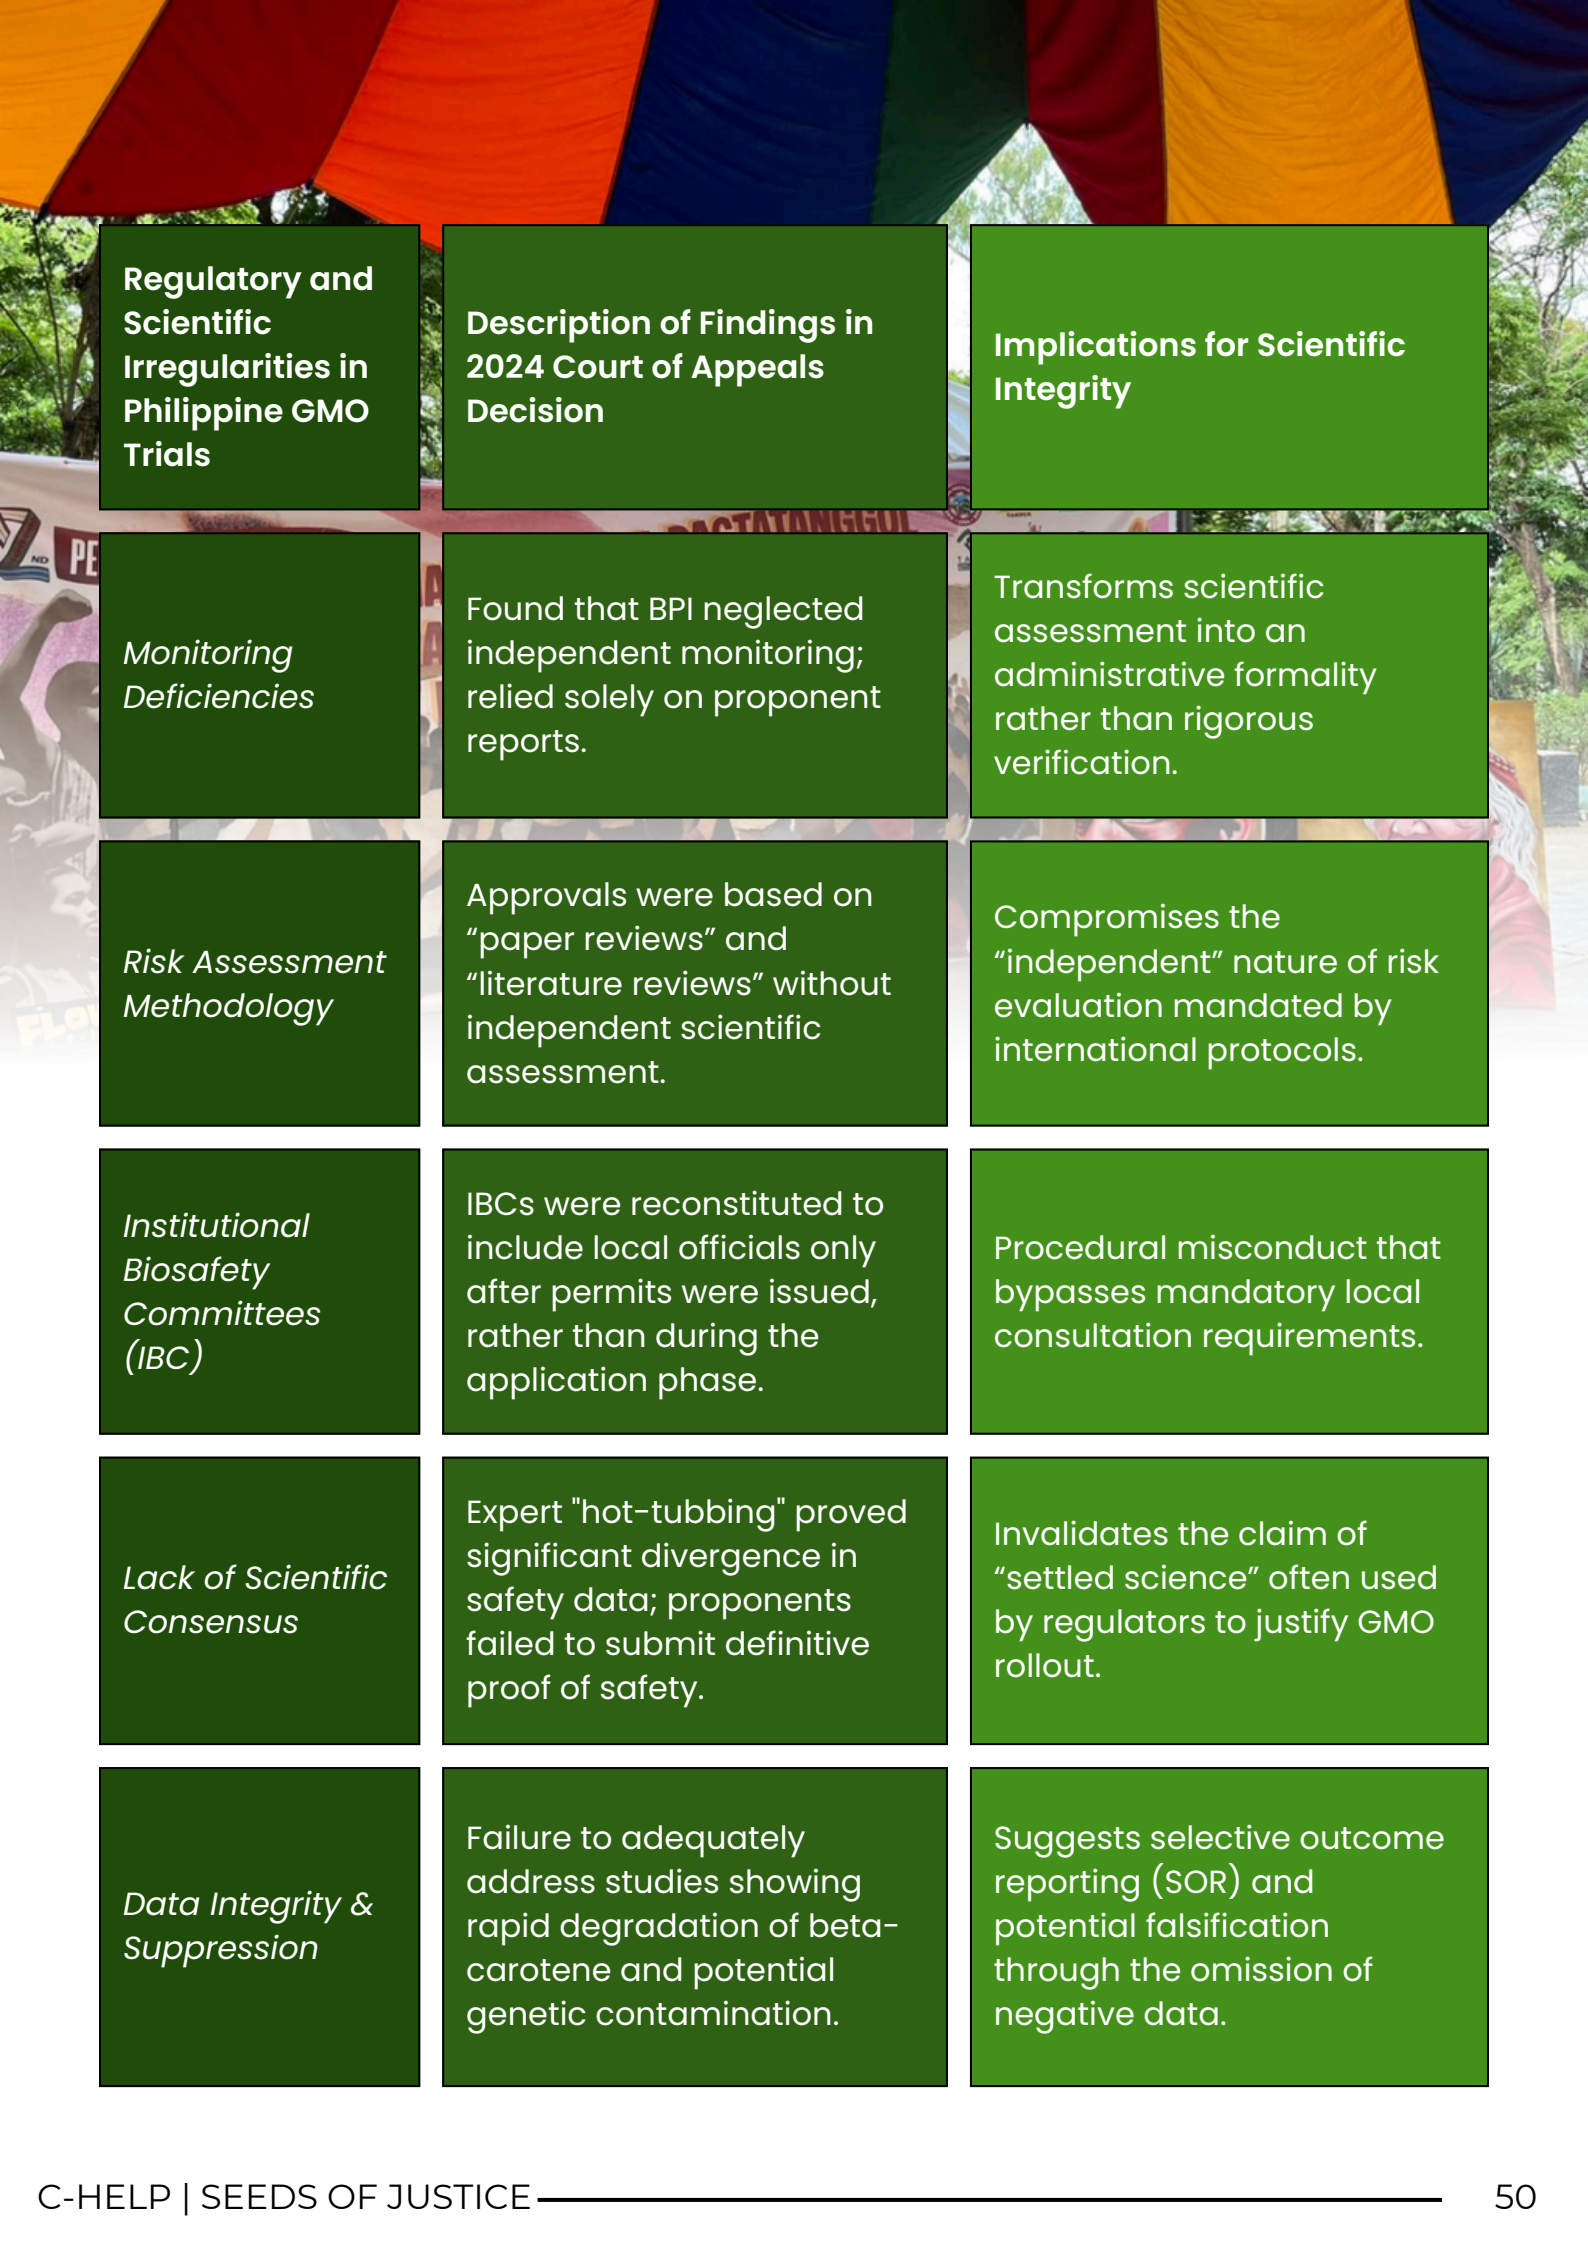 Regulatory and
Scientific
Irregularities in
Philippine GMO
Trials
Description of Findings in
2024 Court of Appeals
Decision
Implications for Scientific
Integrity
Monitoring
Deficiencies
Found that BPI neglected
independent monitoring;
relied solely on proponent
reports.
Transforms scientific
assessment into an
administrative formality
rather than rigorous
verification.
Risk Assessment
Methodology
Approvals were based on
“paper reviews” and
“literature reviews” without
independent scientific
assessment.
Compromises the
“independent” nature of risk
evaluation mandated by
international protocols.
Institutional
Biosafety
Committees
(IBC)
IBCs were reconstituted to
include local officials only
after permits were issued,
rather than during the
application phase.
Procedural misconduct that
bypasses mandatory local
consultation requirements.
Lack of Scientific
Consensus
Expert "hot-tubbing" proved
significant divergence in
safety data; proponents
failed to submit definitive
proof of safety.
Invalidates the claim of
“settled science” often used
by regulators to justify GMO
rollout.
Data Integrity &
Suppression
Failure to adequately
address studies showing
rapid degradation of beta-
carotene and potential
genetic contamination.
Suggests selective outcome
reporting (SOR) and
potential falsification
through the omission of
negative data.
C-HELP | SEEDS OF JUSTICE
50